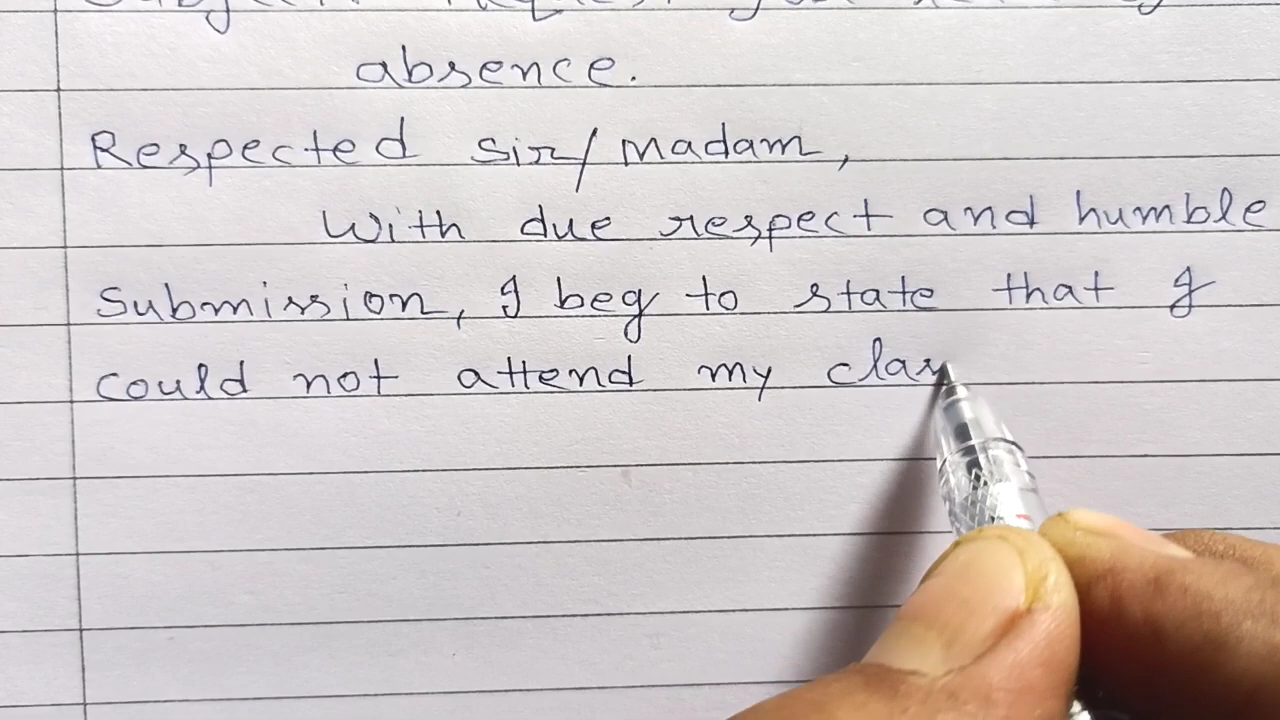 absence.
Respected sir/madam,
With due respect and humble
submission, I beg to state that I
could not attend my clas